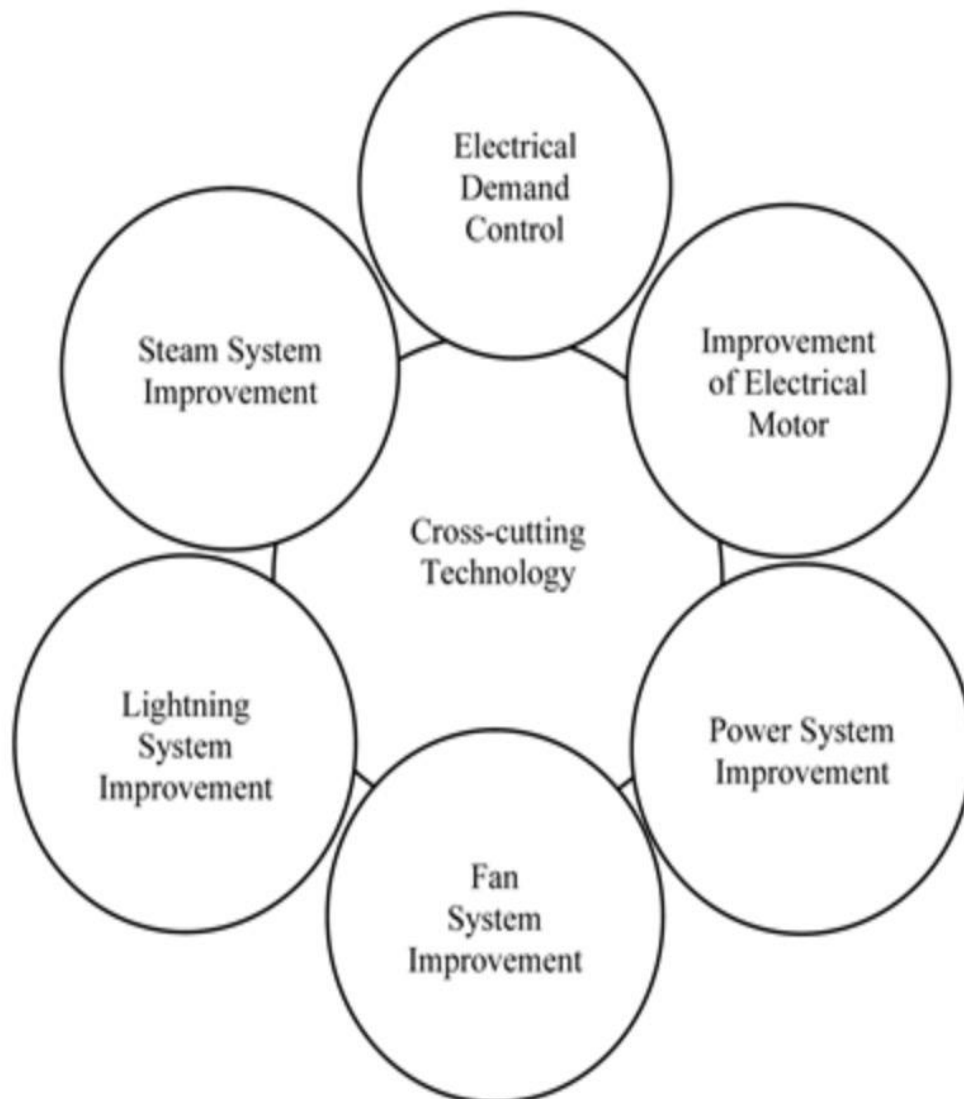 Electrical
Demand
Control
Steam System
Improvement
Improvement
of Electrical
Motor
Cross-cutting
Technology
Lightning
System
Improvement
Power System
Improvement
Fan
System
Improvement